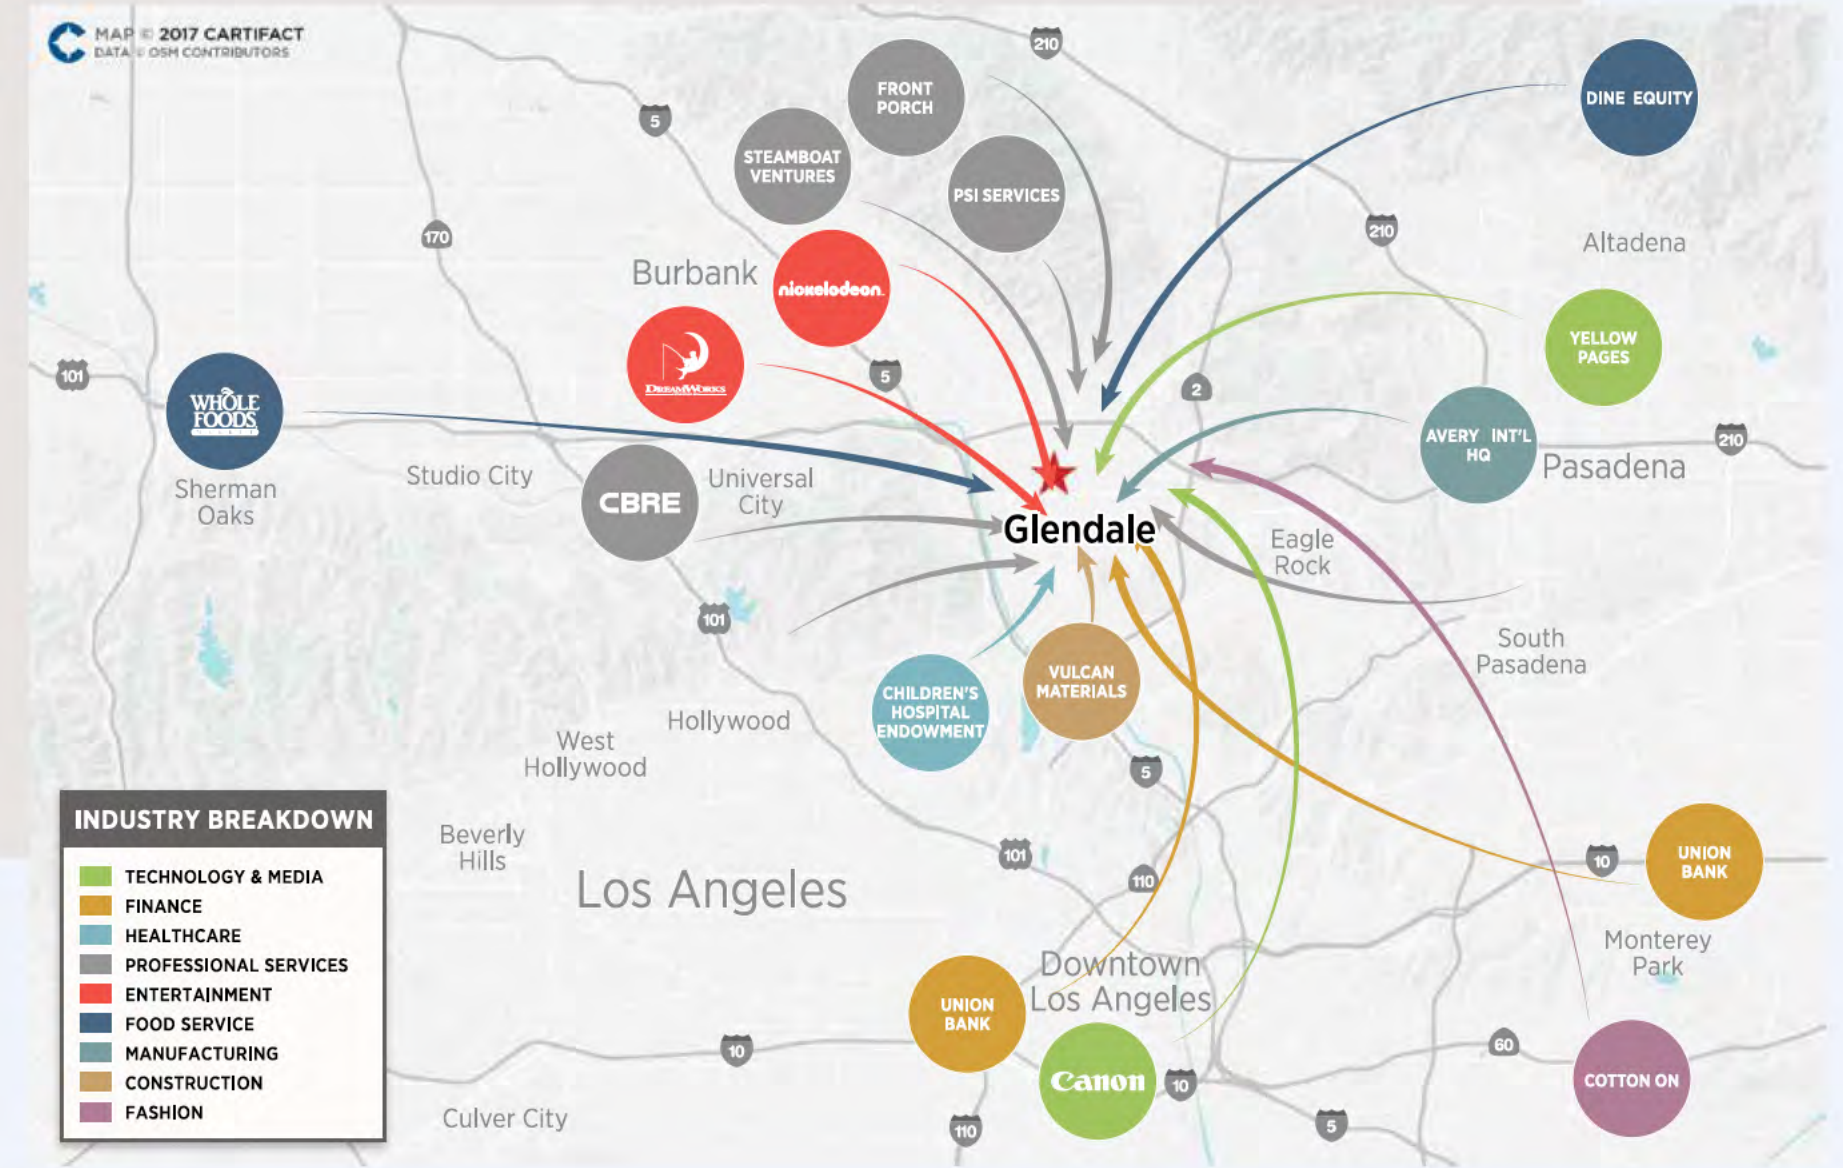 MAP © 2017 CARTIFACT
DATA © OSM CONTRIBUTORS
210
FRONT
PORCH
DINE EQUITY
5
STEAMBOAT
VENTURES
PSI SERVICES
170
210
Altadena
Burbank
nickelodeon
YELLOW
PAGES
DREAMWORKS
101
5
2
WHOLE
FOODS
MARKET
AVERY INT'L
HQ
210
Pasadena
Sherman
Oaks
Studio City
CBRE
Universal
City
Glendale
Eagle
Rock
101
South
Pasadena
CHILDREN'S
HOSPITAL
ENDOWMENT
VULCAN
MATERIALS
Hollywood
West
Hollywood
5
INDUSTRY BREAKDOWN
TECHNOLOGY & MEDIA
FINANCE
HEALTHCARE
PROFESSIONAL SERVICES
ENTERTAINMENT
FOOD SERVICE
MANUFACTURING
CONSTRUCTION
FASHION
Beverly
Hills
Los Angeles
101
110
10
UNION
BANK
Monterey
Park
Downtown
Los Angeles
UNION
BANK
10
Canon
10
60
COTTON ON
Culver City
110
5